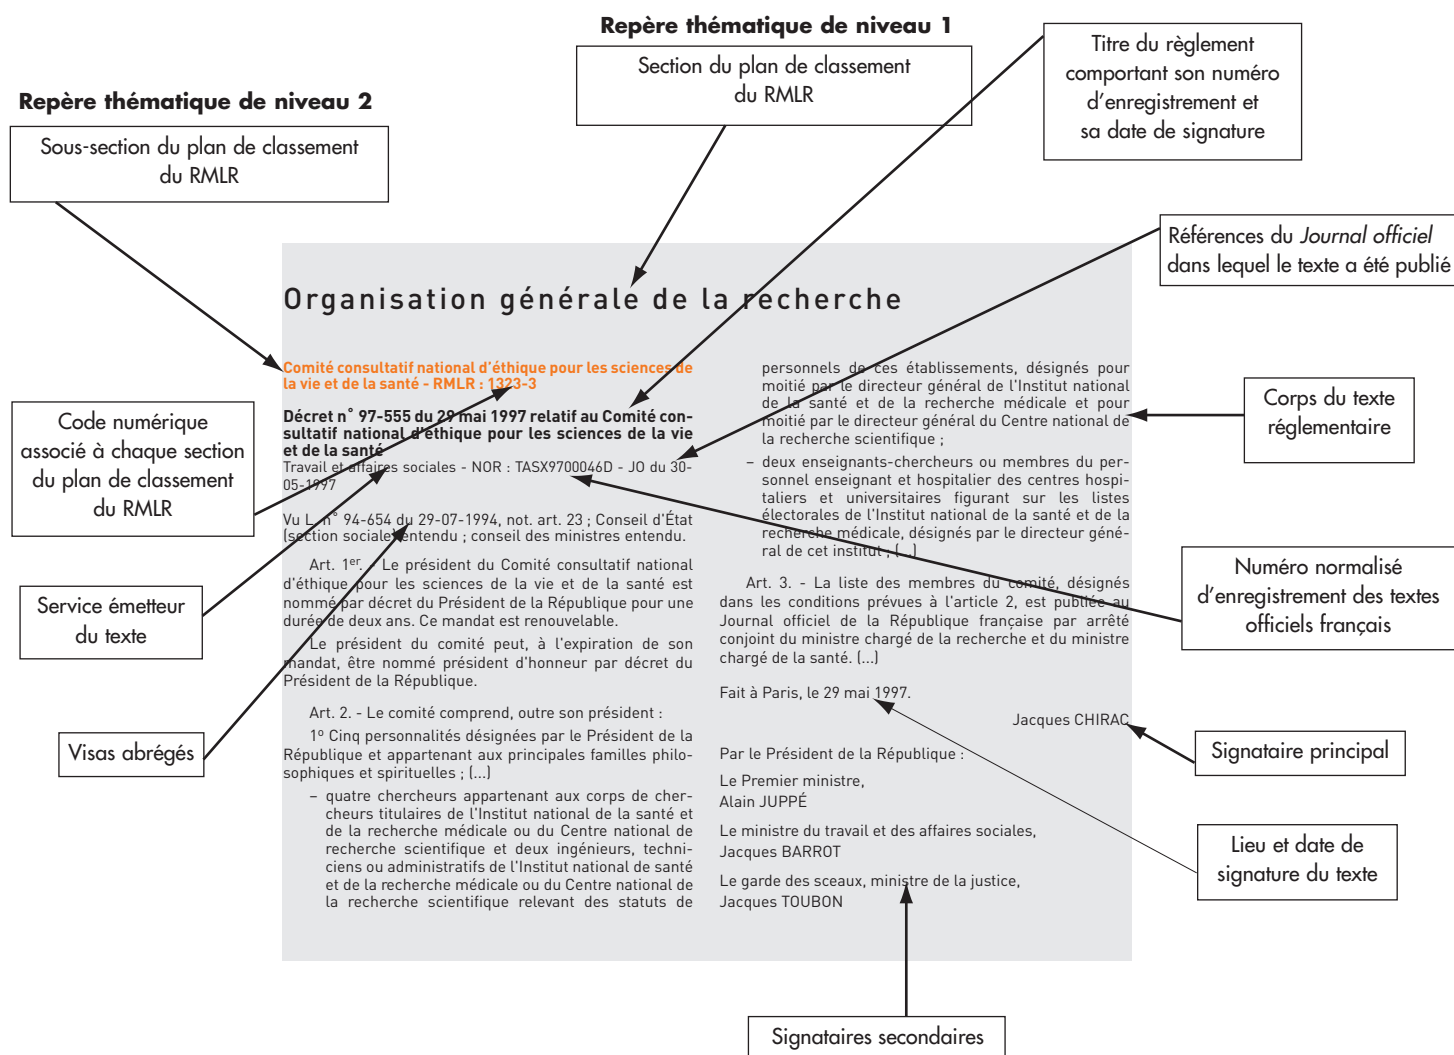 Repère thématique de niveau 1
Section du plan de classement
du RMLR
Titre du règlement
comportant son numéro
d'enregistrement et
sa date de signature
Repère thématique de niveau 2
Sous-section du plan de classement
du RMLR
Références du Journal officiel
dans lequel le texte a été publié
Organisation générale de la recherche
Comité consultatif national d'éthique pour les sciences de
la vie et de la santé - RMLR : 1323-3
Décret n° 97-555 du 29 mai 1997 relatif au Comité con-
sultatif national d'éthique pour les sciences de la vie
et de la santé
Travail et affaires sociales - NOR : TASX9700046D - JO du 30-
05-1997
Vu L. n° 94-654 du 29-07-1994, not. art. 23 ; Conseil d'État
(section sociale) entendu ; conseil des ministres entendu.
Art. 1er. - Le président du Comité consultatif national
d'éthique pour les sciences de la vie et de la santé est
nommé par décret du Président de la République pour une
durée de deux ans. Ce mandat est renouvelable.
Le président du comité peut, à l'expiration de son
mandat, être nommé président d'honneur par décret du
Président de la République.
Art. 2. - Le comité comprend, outre son président :
1º Cinq personnalités désignées par le Président de la
République et appartenant aux principales familles philo-
sophiques et spirituelles ; (...)
– quatre chercheurs appartenant aux corps de cher-
cheurs titulaires de l'Institut national de la santé et
de la recherche médicale ou du Centre national de
recherche scientifique et deux ingénieurs, techni-
ciens ou administratifs de l'Institut national de santé
et de la recherche médicale ou du Centre national de
la recherche scientifique relevant des statuts de
personnels de ces établissements, désignés pour
moitié par le directeur général de l'Institut national
de la santé et de la recherche médicale et pour
moitié par le directeur général du Centre national de
la recherche scientifique ;
– deux enseignants-chercheurs ou membres du per-
sonnel enseignant et hospitalier des centres hospi-
taliers et universitaires figurant sur les listes
électorales de l'Institut national de la santé et de la
recherche médicale, désignés par le directeur géné-
ral de cet institut ; (...)
Art. 3. - La liste des membres du comité, désignés
dans les conditions prévues à l'article 2, est publiée au
Journal officiel de la République française par arrêté
conjoint du ministre chargé de la recherche et du ministre
chargé de la santé. (...)
Fait à Paris, le 29 mai 1997.
Jacques CHIRAC
Par le Président de la République :
Le Premier ministre,
Alain JUPPÉ
Le ministre du travail et des affaires sociales,
Jacques BARROT
Le garde des sceaux, ministre de la justice,
Jacques TOUBON
Code numérique
associé à chaque section
du plan de classement
du RMLR
Service émetteur
du texte
Visas abrégés
Corps du texte
réglementaire
Numéro normalisé
d'enregistrement des textes
officiels français
Signataire principal
Lieu et date de
signature du texte
Signataires secondaires